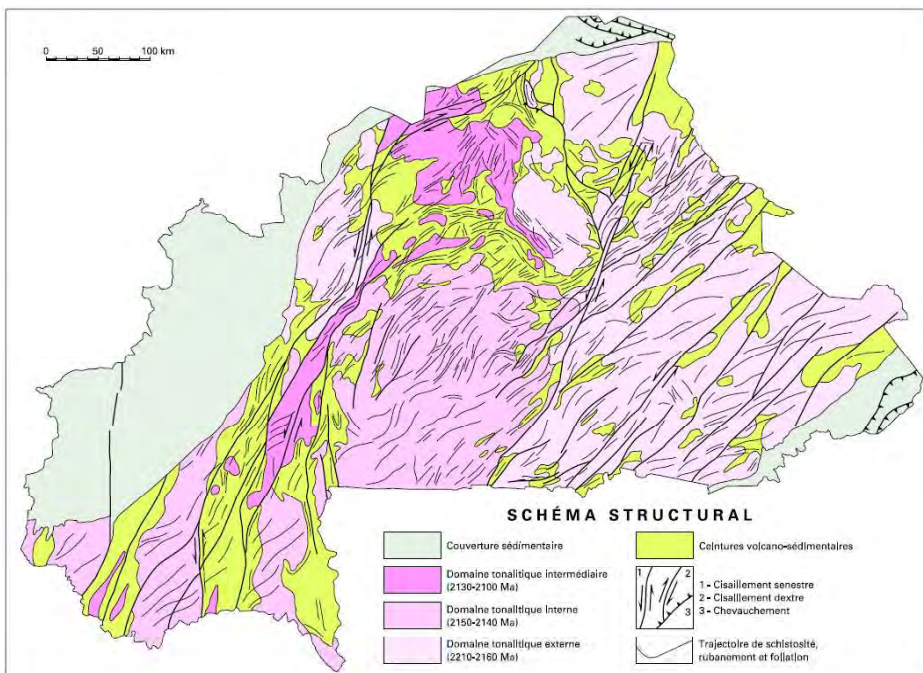 0 50 100 km
SCHÉMA STRUCTURAL
Couverture sédimentaire
Domaine tonalitique intermédiaire
(2130-2100 Ma)
Domaine tonalitique interne
(2150-2140 Ma)
Domaine tonalitique externe
(2210-2160 Ma)
Ceintures volcano-sédimentaires
1
2
3
1 - Cisaillement senestre
2 - Cisaillement dextre
3 - Chevauchement
Trajectoire de schistosité,
rubanement et foliation